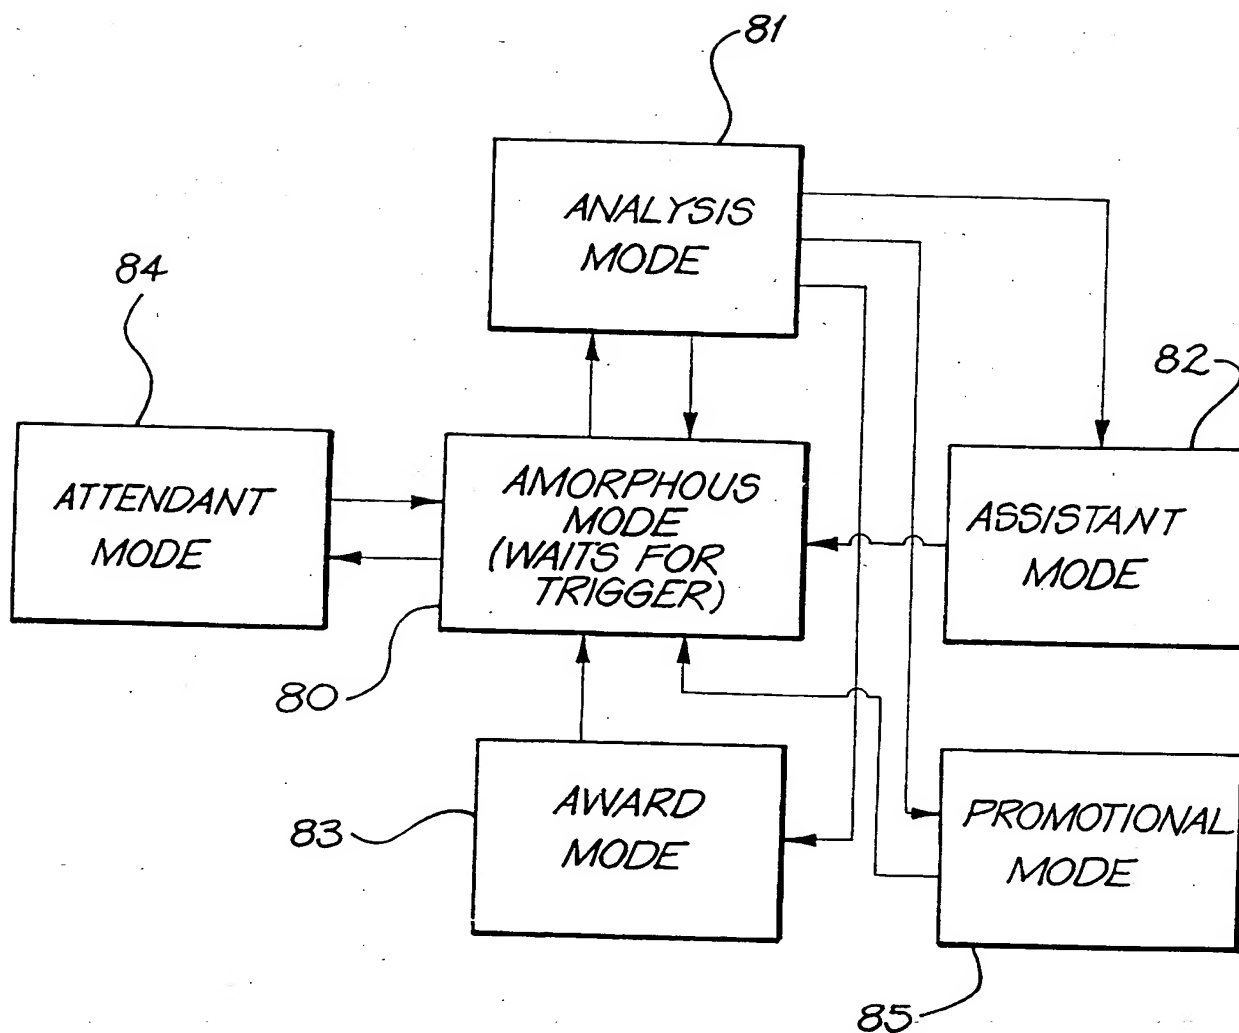 81
ANALYSIS
MODE
84
82
ATTENDANT
MODE
AMORPHOUS
MODE
(WAITS FOR
TRIGGER)
ASSISTANT
MODE
80
83
AWARD
MODE
PROMOTIONAL
MODE
85